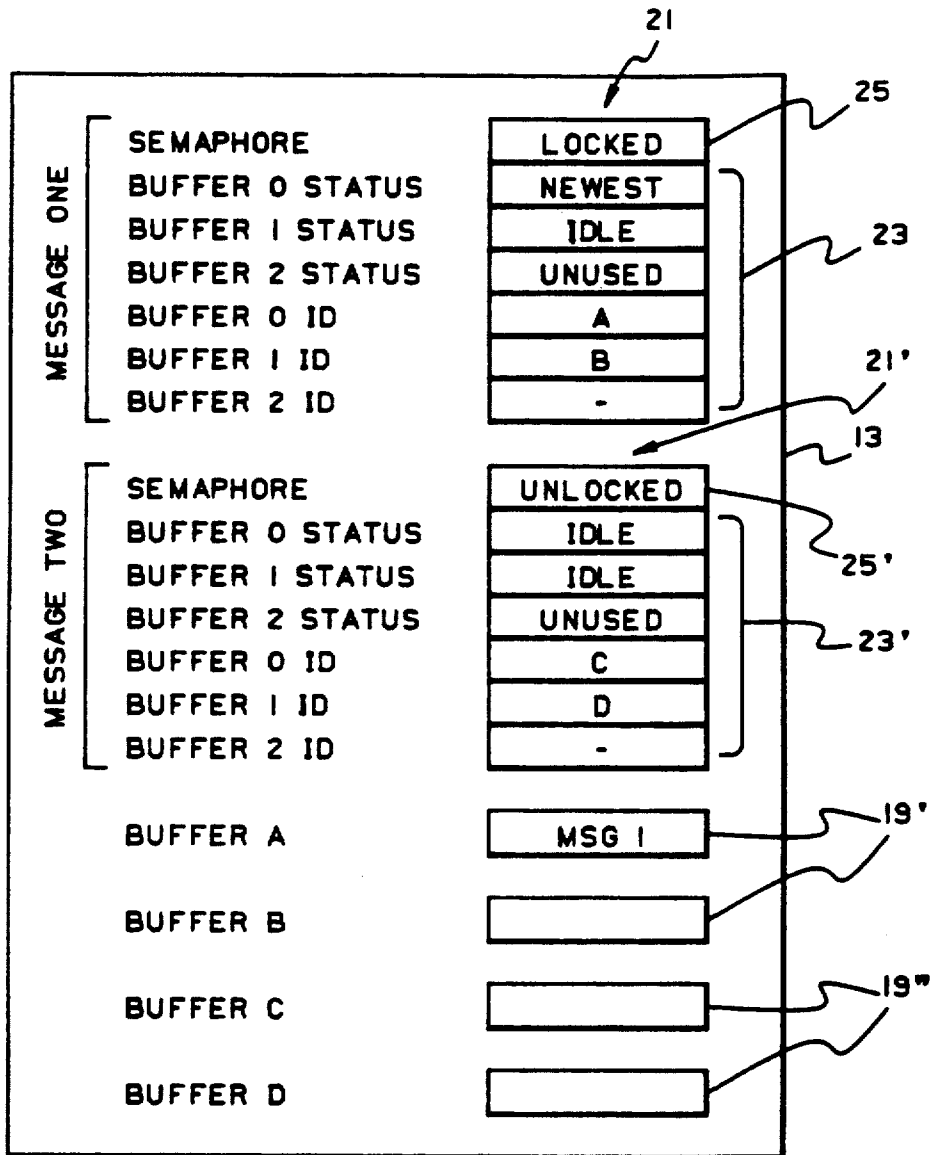 21
25
MESSAGE ONE
SEMAPHORE LOCKED
BUFFER 0 STATUS NEWEST
BUFFER 1 STATUS IDLE
23
BUFFER 2 STATUS UNUSED
BUFFER 0 ID A
BUFFER 1 ID B
21'
BUFFER 2 ID -
13
MESSAGE TWO
SEMAPHORE UNLOCKED
BUFFER 0 STATUS IDLE
25'
BUFFER 1 STATUS IDLE
BUFFER 2 STATUS UNUSED
23'
BUFFER 0 ID C
BUFFER 1 ID D
BUFFER 2 ID -
19'
BUFFER A MSG 1
BUFFER B
19"
BUFFER C
BUFFER D